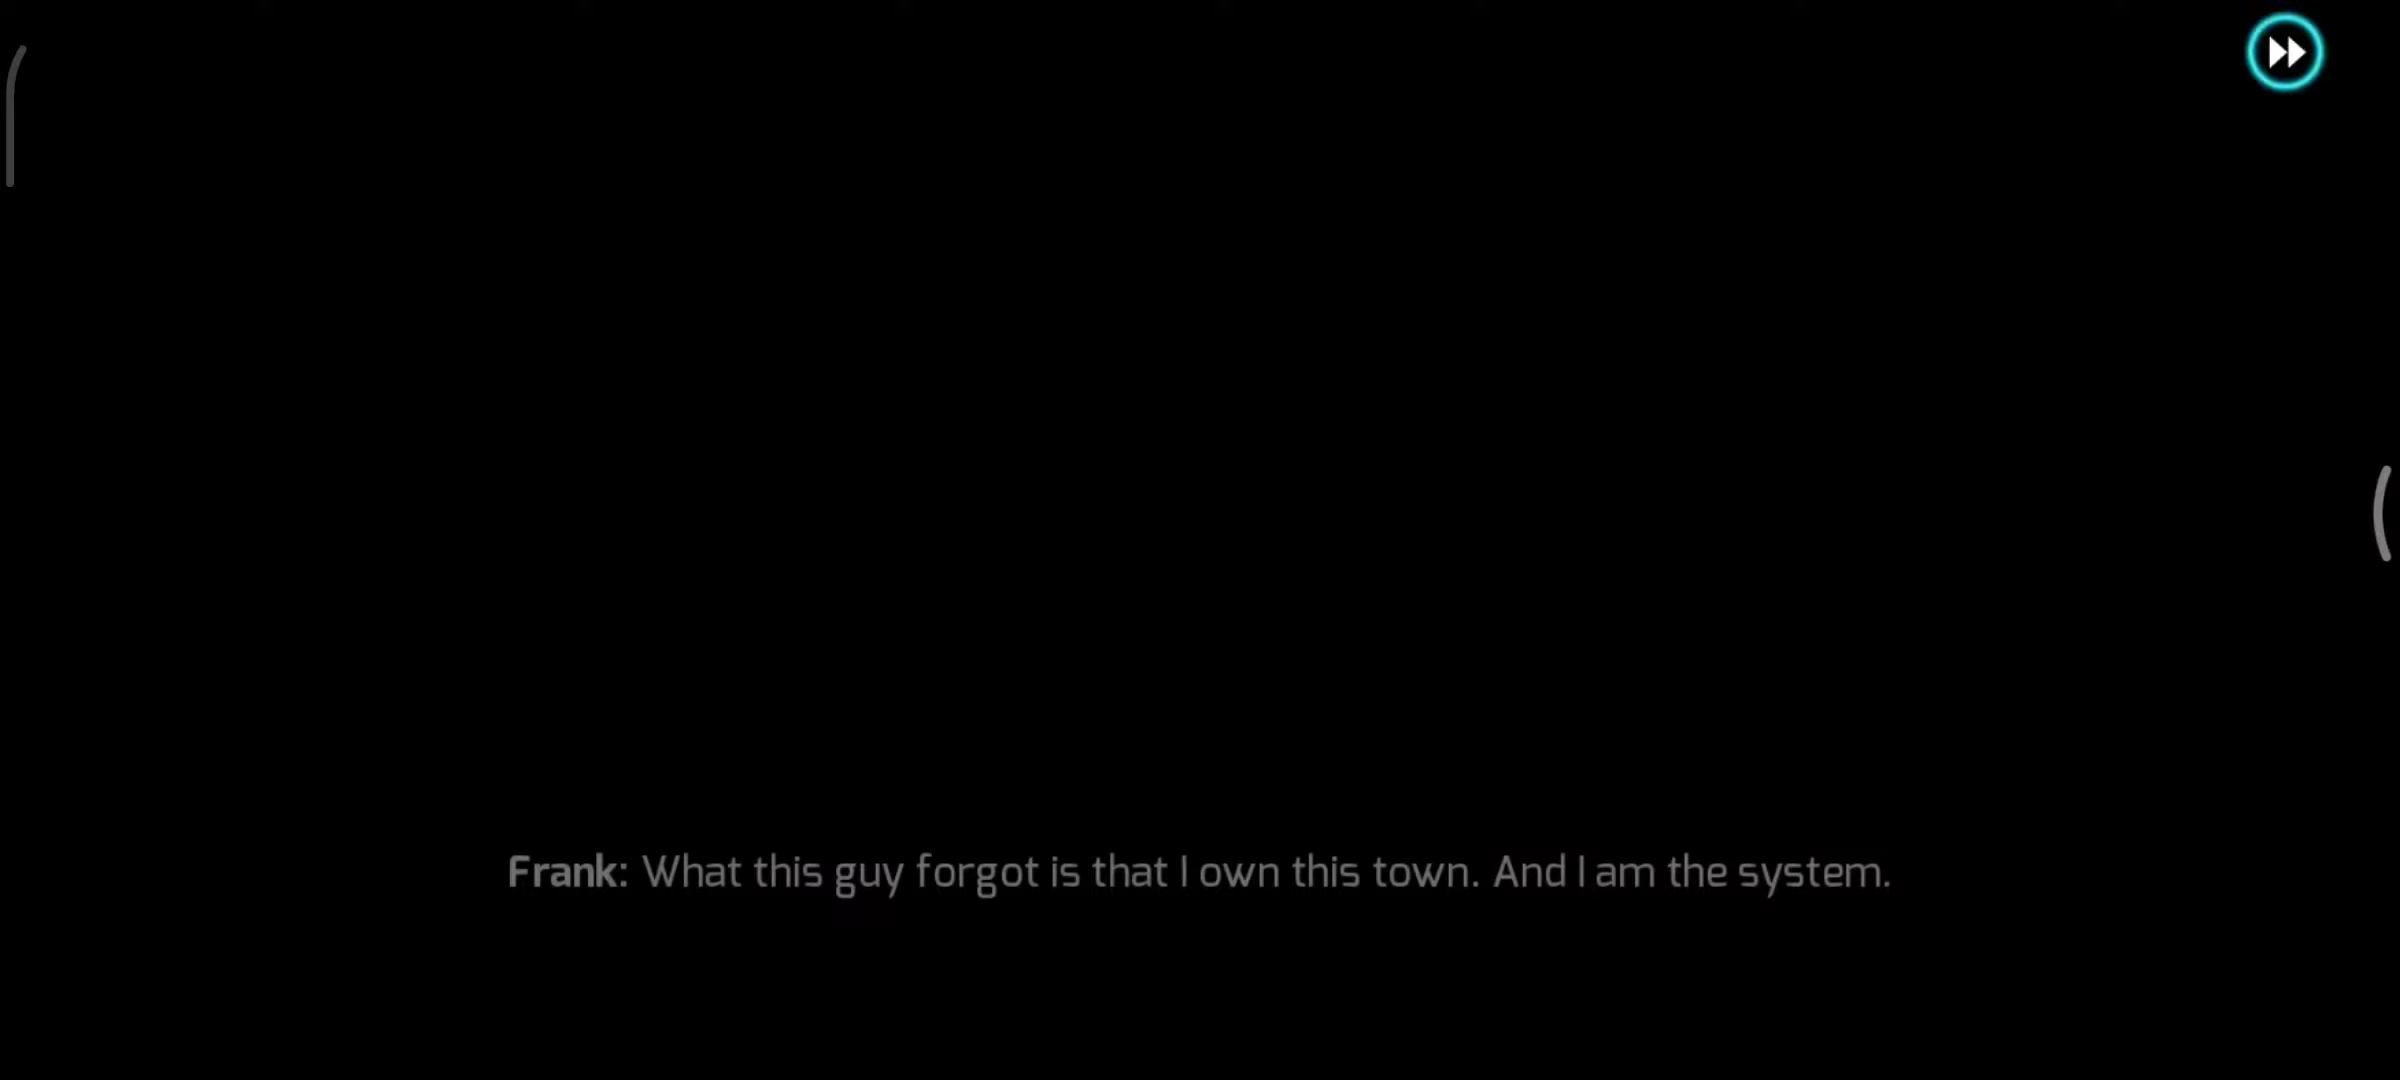 Frank: What this guy forgot is that I own this town. And I am the system.